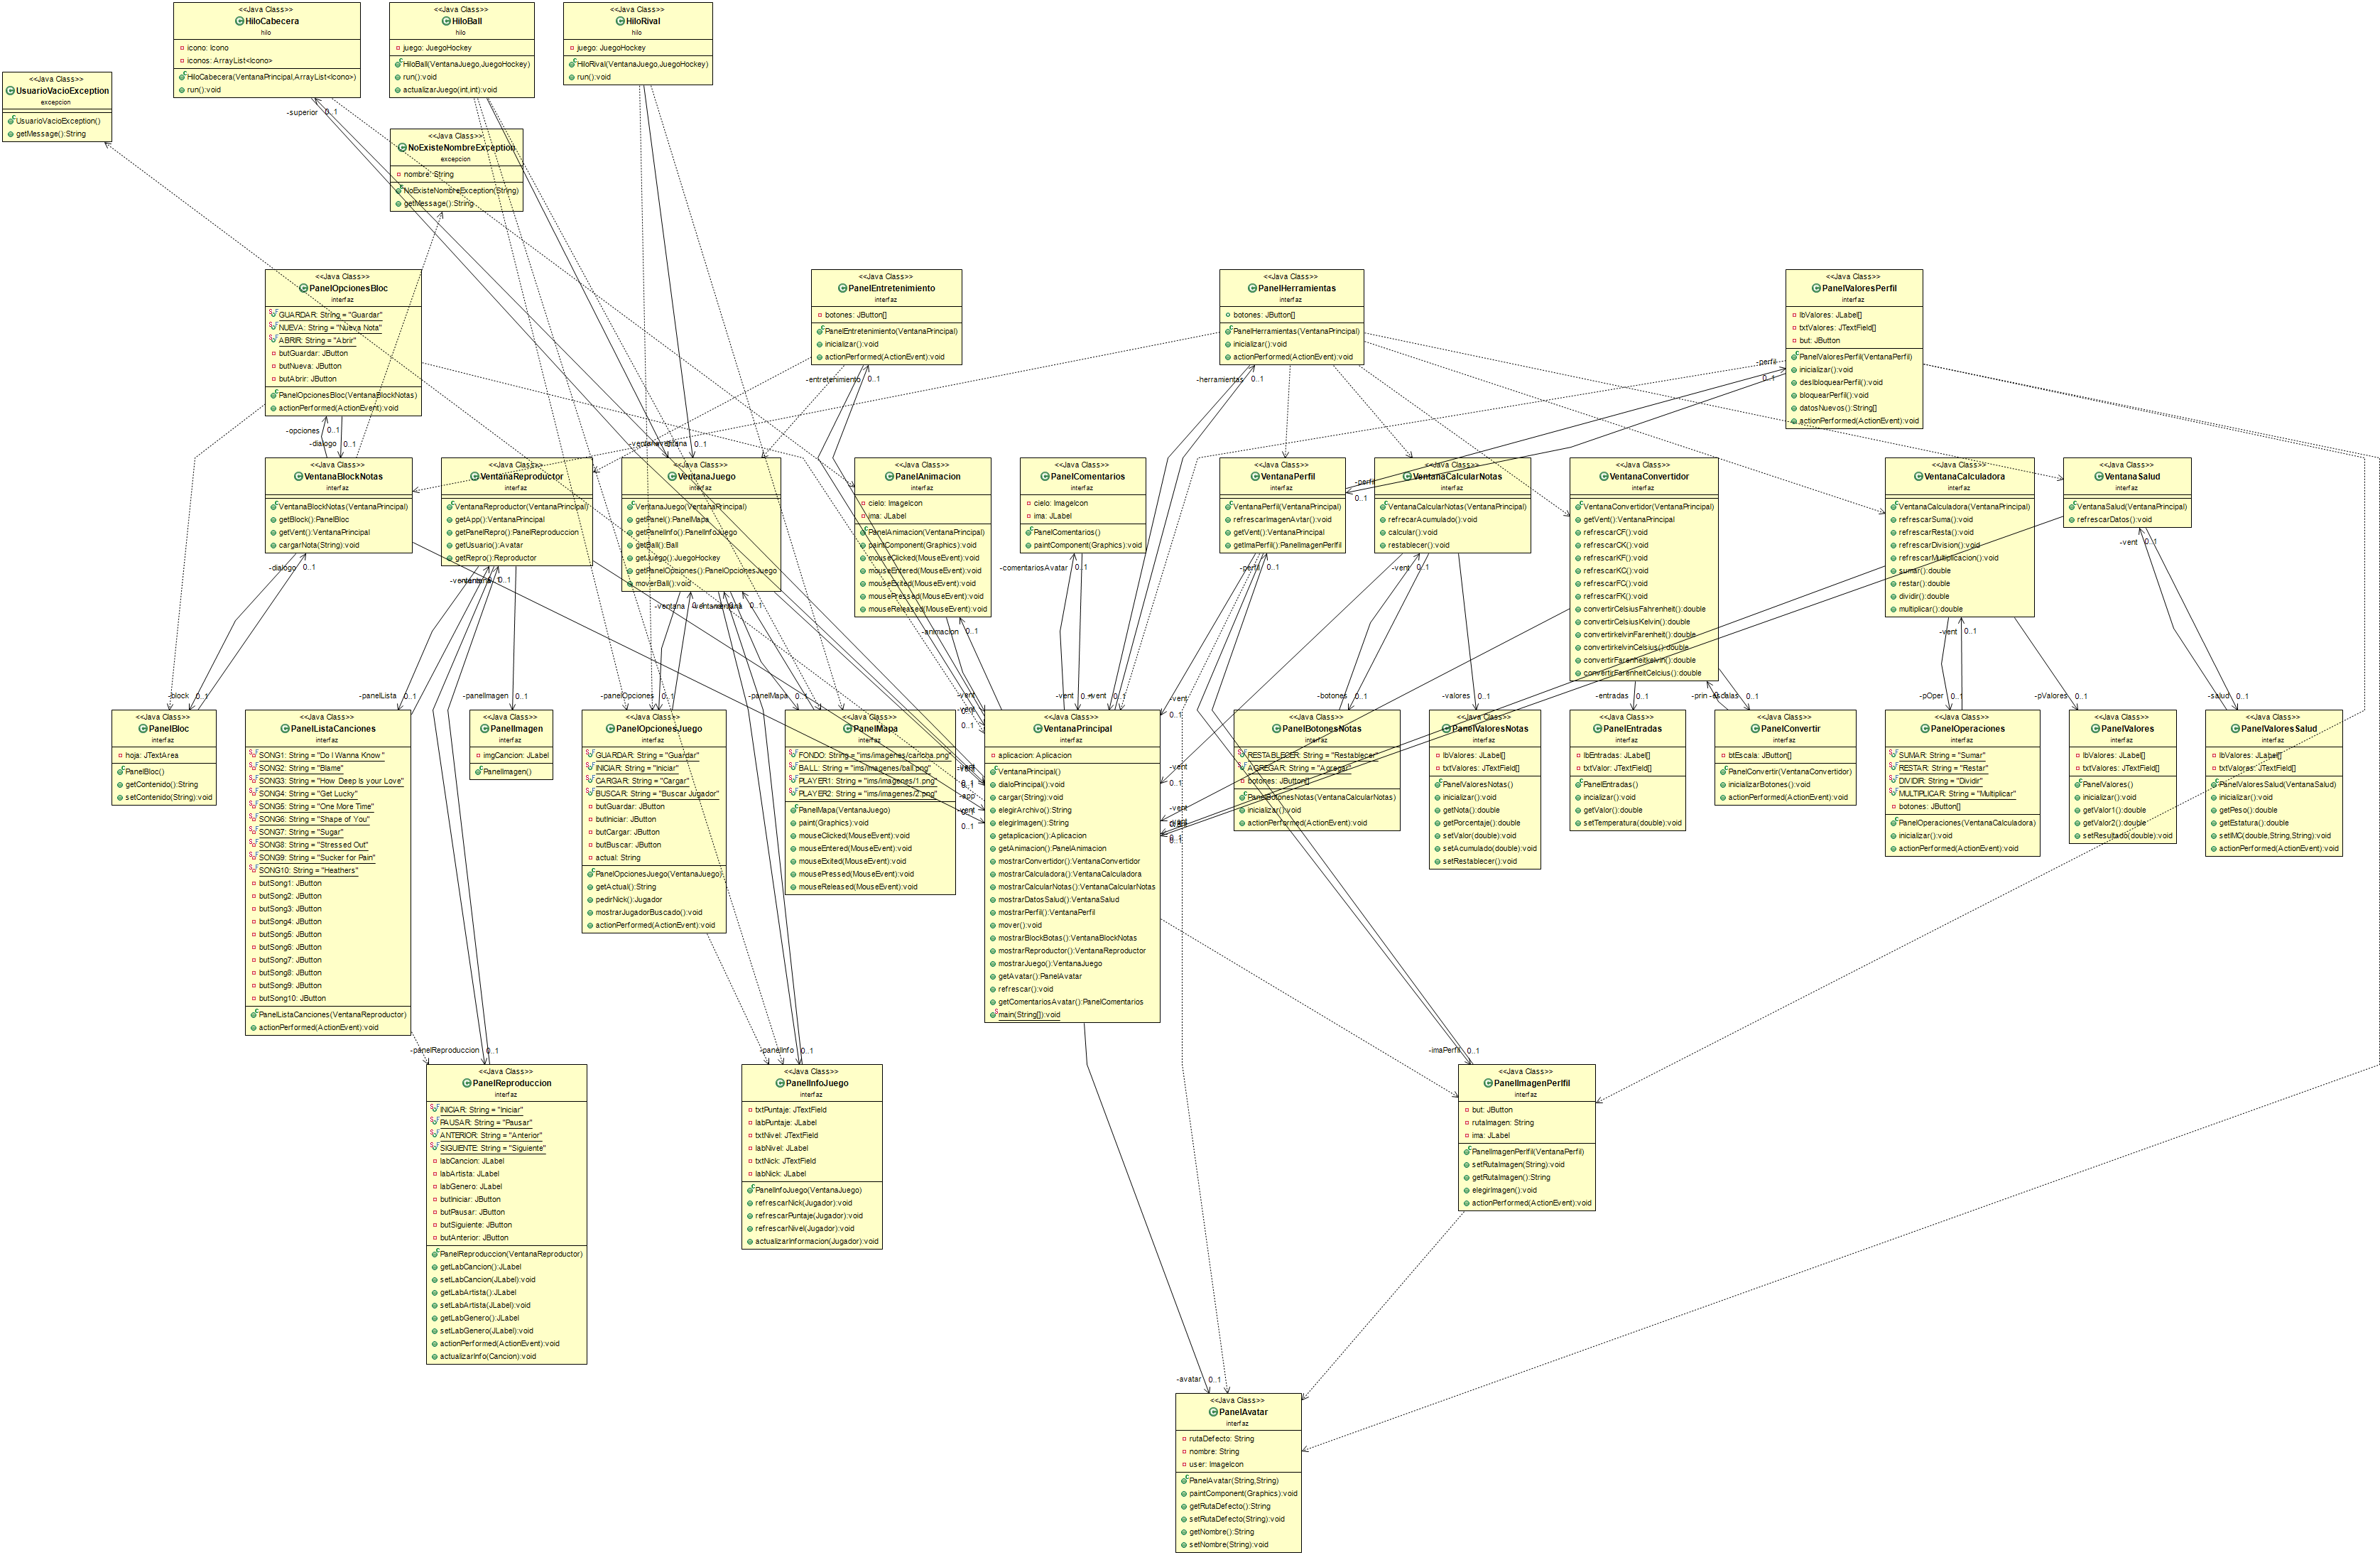 <<Java Class>>
HiloCabecera
hilo
icono: Icono
iconos: ArrayList<Icono>
HiloCabecera(VentanaPrincipal,ArrayList<Icono>)
run():void
<<Java Class>>
HiloBall
hilo
juego: JuegoHockey
HiloBall(VentanaJuego,JuegoHockey)
run():void
actualizarJuego(int,int):void
<<Java Class>>
HiloRival
hilo
juego: JuegoHockey
HiloRival(VentanaJuego,JuegoHockey)
run():void
<<Java Class>>
UsuarioVacioException
excepcion
UsuarioVacioException()
getMessage():String
-superior 0..1
<<Java Class>>
NoExisteNombreException
excepcion
nombre: String
NoExisteNombreException(String)
getMessage():String
<<Java Class>>
PanelOpcionesBloc
interfaz
GUARDAR: String = "Guardar"
NUEVA: String = "Nueva Nota"
ABRIR: String = "Abrir"
butGuardar: JButton
butNueva: JButton
butAbrir: JButton
PanelOpcionesBloc(VentanaBlockNotas)
actionPerformed(ActionEvent):void
<<Java Class>>
PanelEntretenimiento
interfaz
botones: JButton[]
PanelEntretenimiento(VentanaPrincipal)
inicializar():void
actionPerformed(ActionEvent):void
<<Java Class>>
PanelHerramientas
interfaz
botones: JButton[]
PanelHerramientas(VentanaPrincipal)
inicializar():void
actionPerformed(ActionEvent):void
<<Java Class>>
PanelValoresPerfil
interfaz
lbValores: JLabel[]
txtValores: JTextField[]
but: JButton
PanelValoresPerfil(VentanaPerfil)
inicializar():void
deslbloquearPerfil():void
bloquearPerfil():void
datosNuevos():String[]
actionPerformed(ActionEvent):void
-perfil
0..1
-entretenimiento 0..1
-herramientas 0..1
-opciones 0..1
-dialogo 0..1
0..1
<<Java Class>>
VentanaBlockNotas
interfaz
VentanaBlockNotas(VentanaPrincipal)
getBlock():PanelBloc
getVent():VentanaPrincipal
cargarNota(String):void
<<Java Class>>
VentanaReproductor
interfaz
VentanaReproductor(VentanaPrincipal)
getApp():VentanaPrincipal
getPanelRepro():PanelReproduccion
getUsuario():Avatar
getRepro():Reproductor
<<Java Class>>
VentanaJuego
interfaz
VentanaJuego(VentanaPrincipal)
getPanel():PanelMapa
getPanelInfo():PanelInfoJuego
getBall():Ball
getJuego():JuegoHockey
getPanelOpciones():PanelOpcionesJuego
moverBall():void
<<Java Class>>
PanelAnimacion
interfaz
cielo: ImageIcon
ima: JLabel
PanelAnimacion(VentanaPrincipal)
paintComponent(Graphics):void
mouseClicked(MouseEvent):void
mouseEntered(MouseEvent):void
mouseExited(MouseEvent):void
mousePressed(MouseEvent):void
mouseReleased(MouseEvent):void
<<Java Class>>
PanelComentarios
interfaz
cielo: ImageIcon
ima: JLabel
PanelComentarios()
paintComponent(Graphics):void
<<Java Class>>
VentanaPerfil
interfaz
VentanaPerfil(VentanaPrincipal)
refrescarImagenAvtar():void
getVent():VentanaPrincipal
getImaPerfil():PanelImagenPerlfil
-perfil
0..1
<<Java Class>>
VentanaCalcularNotas
interfaz
VentanaCalcularNotas(VentanaPrincipal)
refrecarAcumulado():void
calcular():void
restablecer():void
<<Java Class>>
VentanaConvertidor
interfaz
VentanaConvertidor(VentanaPrincipal)
getVent():VentanaPrincipal
refrescarCF():void
refrescarCK():void
refrescarKF():void
refrescarKC():void
refrescarFC():void
refrescarFK():void
convertirCelsiusFahrenheit():double
convertirCelsiusKelvin():double
convertirkelvinFarenheit():double
convertirkelvinCelsius():double
convertirFarenheitkelvin():double
convertirFarenheitCelcius():double
<<Java Class>>
VentanaCalculadora
interfaz
VentanaCalculadora(VentanaPrincipal)
refrescarSuma():void
refrescarResta():void
refrescarDivision():void
refrescarMultiplicacion():void
sumar():double
restar():double
dividir():double
multiplicar():double
<<Java Class>>
VentanaSalud
interfaz
VentanaSalud(VentanaPrincipal)
refrescarDatos():void
-dialogo 0..1
-comentariosAvatar 0..1
-perfil 0..1
-vent 0..1
-vent 0..1
-ventana
-animacion 0..1
-vent 0..1
-block 0..1
-panelLista 0..1
-panelImagen 0..1
-panelOpciones 0..1
-panelMapa 0..1
-vent
-vent 0..1
-vent 0..1
-vent
0..1
-botones 0..1
-valores 0..1
-entradas 0..1
-pOper 0..1
-pValores 0..1
-salud 0..1
<<Java Class>>
PanelBloc
interfaz
hoja: JTextArea
PanelBloc()
getContenido():String
setContenido(String):void
<<Java Class>>
PanelListaCanciones
interfaz
SONG1: String = "Do I Wanna Know"
SONG2: String = "Blame"
SONG3: String = "How Deep Is your Love"
SONG4: String = "Get Lucky"
SONG5: String = "One More Time"
SONG6: String = "Shape of You"
SONG7: String = "Sugar"
SONG8: String = "Stressed Out"
SONG9: String = "Sucker for Pain"
SONG10: String = "Heathers"
butSong1: JButton
butSong2: JButton
butSong3: JButton
butSong4: JButton
butSong5: JButton
butSong6: JButton
butSong7: JButton
butSong8: JButton
butSong9: JButton
butSong10: JButton
PanelListaCanciones(VentanaReproductor)
actionPerformed(ActionEvent):void
<<Java Class>>
PanelImagen
interfaz
imgCancion: JLabel
PanelImagen()
<<Java Class>>
PanelOpcionesJuego
interfaz
GUARDAR: String = "Guardar"
INICIAR: String = "Iniciar"
CARGAR: String = "Cargar"
BUSCAR: String = "Buscar Jugador"
butGuardar: JButton
butIniciar: JButton
butCargar: JButton
butBuscar: JButton
actual: String
PanelOpcionesJuego(VentanaJuego)
getActual():String
pedirNick():Jugador
mostrarJugadorBuscado():void
actionPerformed(ActionEvent):void
<<Java Class>>
PanelMapa
interfaz
FONDO: String = "ims/imagenes/cancha.png"
BALL: String = "ims/imagenes/ball.png"
PLAYER1: String = "ims/imagenes/1.png"
PLAYER2: String = "ims/imagenes/2.png"
PanelMapa(VentanaJuego)
paint(Graphics):void
mouseClicked(MouseEvent):void
mouseEntered(MouseEvent):void
mouseExited(MouseEvent):void
mousePressed(MouseEvent):void
mouseReleased(MouseEvent):void
-app
-vent
0..1
<<Java Class>>
VentanaPrincipal
interfaz
aplicacion: Aplicacion
VentanaPrincipal()
dialoPrincipal():void
cargar(String):void
elegirArchivo():String
elegirImagen():String
getaplicacion():Aplicacion
getAnimacion():PanelAnimacion
mostrarConvertidor():VentanaConvertidor
mostrarCalculadora():VentanaCalculadora
mostrarCalcularNotas():VentanaCalcularNotas
mostrarDatosSalud():VentanaSalud
mostrarPerfil():VentanaPerfil
mover():void
mostrarBlockBotas():VentanaBlockNotas
mostrarReproductor():VentanaReproductor
mostrarJuego():VentanaJuego
getAvatar():PanelAvatar
refrescar():void
getComentariosAvatar():PanelComentarios
main(String[]):void
-vent
0..1
-vent
<<Java Class>>
PanelBotonesNotas
interfaz
RESTABLECER: String = "Restablecer"
AGREGAR: String = "Agregar"
botones: JButton[]
PanelBotonesNotas(VentanaCalcularNotas)
inicializar():void
actionPerformed(ActionEvent):void
<<Java Class>>
PanelValoresNotas
interfaz
lbValores: JLabel[]
txtValores: JTextField[]
PanelValoresNotas()
inicializar():void
getNota():double
getPorcentaje():double
setValor(double):void
setAcumulado(double):void
setRestablecer():void
<<Java Class>>
PanelEntradas
interfaz
lbEntradas: JLabel[]
txtValor: JTextField[]
PanelEntradas()
incializar():void
getValor():double
setTemperatura(double):void
<<Java Class>>
PanelConvertir
interfaz
btEscala: JButton[]
PanelConvertir(VentanaConvertidor)
inicializarBotones():void
actionPerformed(ActionEvent):void
<<Java Class>>
PanelOperaciones
interfaz
SUMAR: String = "Sumar"
RESTAR: String = "Restar"
DIVIDIR: String = "Dividir"
MULTIPLICAR: String = "Multiplicar"
botones: JButton[]
PanelOperaciones(VentanaCalculadora)
inicializar():void
actionPerformed(ActionEvent):void
<<Java Class>>
PanelValores
interfaz
lbValores: JLabel[]
txtValores: JTextField[]
PanelValores()
inicializar():void
getValor1():double
getValor2():double
setResultado(double):void
<<Java Class>>
PanelValoresSalud
interfaz
lbValores: JLabel[]
txtValores: JTextField[]
PanelValoresSalud(VentanaSalud)
inicializar():void
getPeso():double
getEstatura():double
setIMC(double,String,String):void
actionPerformed(ActionEvent):void
-panelReproduccion 0..1
-panelInfo 0..1
-imaPerfil 0..1
<<Java Class>>
PanelReproduccion
interfaz
INICIAR: String = "Iniciar"
PAUSAR: String = "Pausar"
ANTERIOR: String = "Anterior"
SIGUIENTE: String = "Siguiente"
labCancion: JLabel
labArtista: JLabel
labGenero: JLabel
butIniciar: JButton
butPausar: JButton
butSiguiente: JButton
butAnterior: JButton
PanelReproduccion(VentanaReproductor)
getLabCancion():JLabel
setLabCancion(JLabel):void
getLabArtista():JLabel
setLabArtista(JLabel):void
getLabGenero():JLabel
setLabGenero(JLabel):void
actionPerformed(ActionEvent):void
actualizarInfo(Cancion):void
<<Java Class>>
PanelInfoJuego
interfaz
txtPuntaje: JTextField
labPuntaje: JLabel
txtNivel: JTextField
labNivel: JLabel
txtNick: JTextField
labNick: JLabel
PanelInfoJuego(VentanaJuego)
refrescarNick(Jugador):void
refrescarPuntaje(Jugador):void
refrescarNivel(Jugador):void
actualizarInformacion(Jugador):void
<<Java Class>>
PanelImagenPerlfil
interfaz
but: JButton
rutaImagen: String
ima: JLabel
PanelImagenPerlfil(VentanaPerfil)
setRutaImagen(String):void
getRutaImagen():String
elegirImagen():void
actionPerformed(ActionEvent):void
-avatar 0..1
<<Java Class>>
PanelAvatar
interfaz
rutaDefecto: String
nombre: String
user: ImageIcon
PanelAvatar(String,String)
paintComponent(Graphics):void
getRutaDefecto():String
setRutaDefecto(String):void
getNombre():String
setNombre(String):void